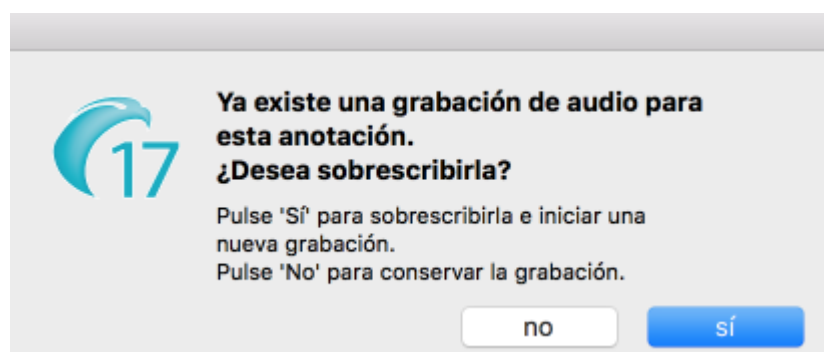 17
Ya existe una grabación de audio para
esta anotación.
¿Desea sobrescribirla?
Pulse 'Sí' para sobrescribirla e iniciar una
nueva grabación.
Pulse 'No' para conservar la grabación.
no
sí